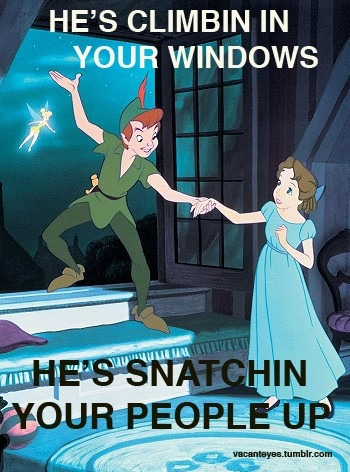 HE'S CLIMBIN IN
YOUR WINDOWS
HE'S SNATCHIN
YOUR PEOPLE UP
vacanteyes.tumblr.com